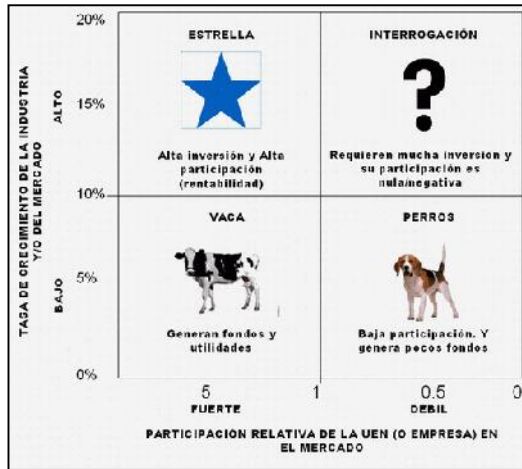 20%
ESTRELLA
INTERROGACIÓN
?
15%
Alta inversión y Alta
participación
(rentabilidad)
Requieren mucha inversion y
su participación es
nula/negativa
10%
VACA
PERROS
5%
Generan fondos y
utilidades
Baja participación. Y
genera pocos fondos
0%
TASA DE CRECIMIENTO DE LA INDUSTRIA
Y/O DEL MERCADO
ALTO
BAJO
5
1
0.5
0
FUERTE
DEBIL
PARTICIPACIÓN RELATIVA DE LA UEN (O EMPRESA) EN
EL MERCADO